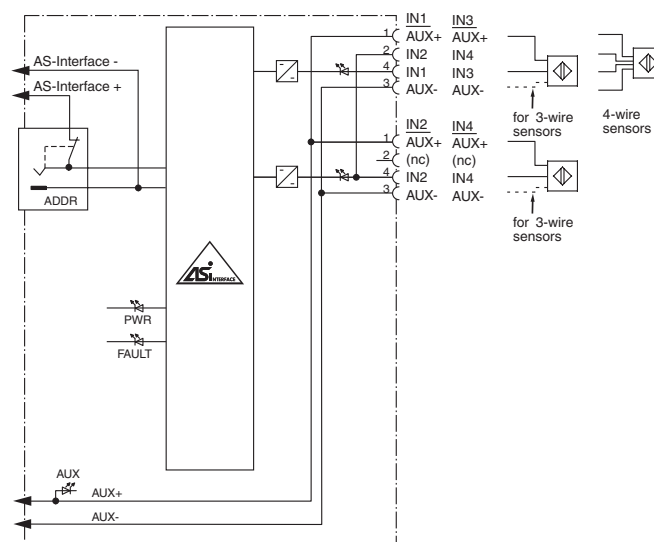 IN1 IN3
1 AUX+ AUX+
2 IN2 IN4
4 IN1 IN3
3 AUX- AUX-
for 3-wire
sensors
4-wire
sensors
AS-Interface -
AS-Interface +
ADDR
IN2 IN4
1 AUX+ AUX+
2 (nc) (nc)
4 IN2 IN4
3 AUX- AUX-
for 3-wire
sensors
ASi INTERFACE
PWR
FAULT
AUX
AUX+
AUX-